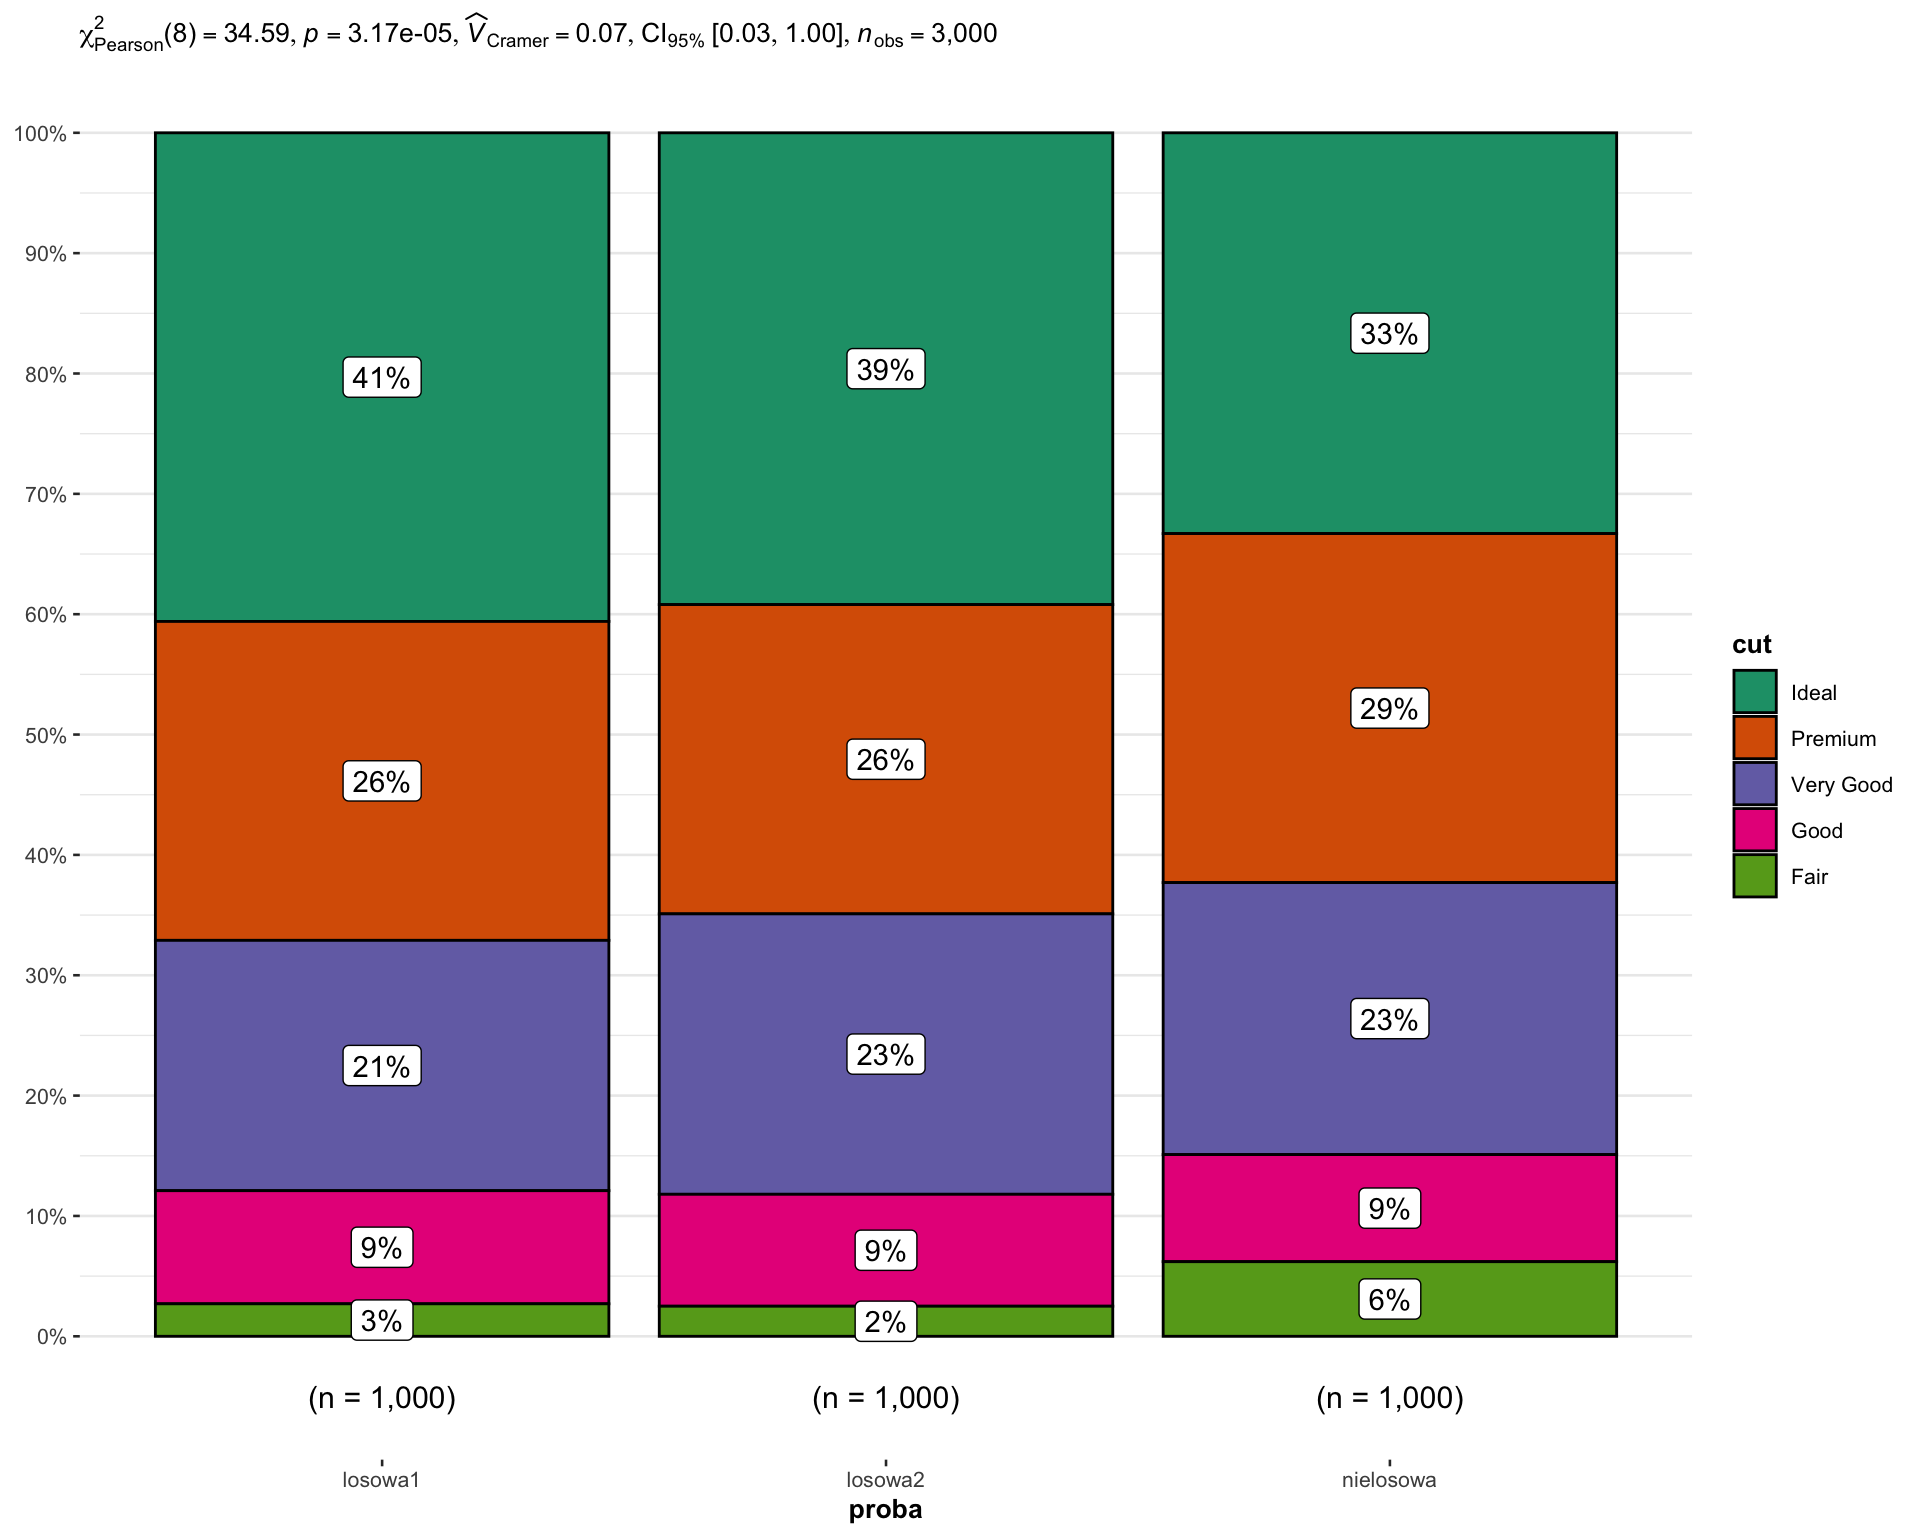 χ²Pearson(8) = 34.59, p = 3.17e-05, V̂Cramer = 0.07, CI95% [0.03, 1.00], nobs = 3,000
100%
90%
80%
70%
60%
50%
40%
30%
20%
10%
0%
41%
26%
21%
9%
3%
39%
26%
23%
9%
2%
33%
29%
23%
9%
6%
(n = 1,000)
(n = 1,000)
(n = 1,000)
losowa1
losowa2
nielosowa
proba
cut
Ideal
Premium
Very Good
Good
Fair